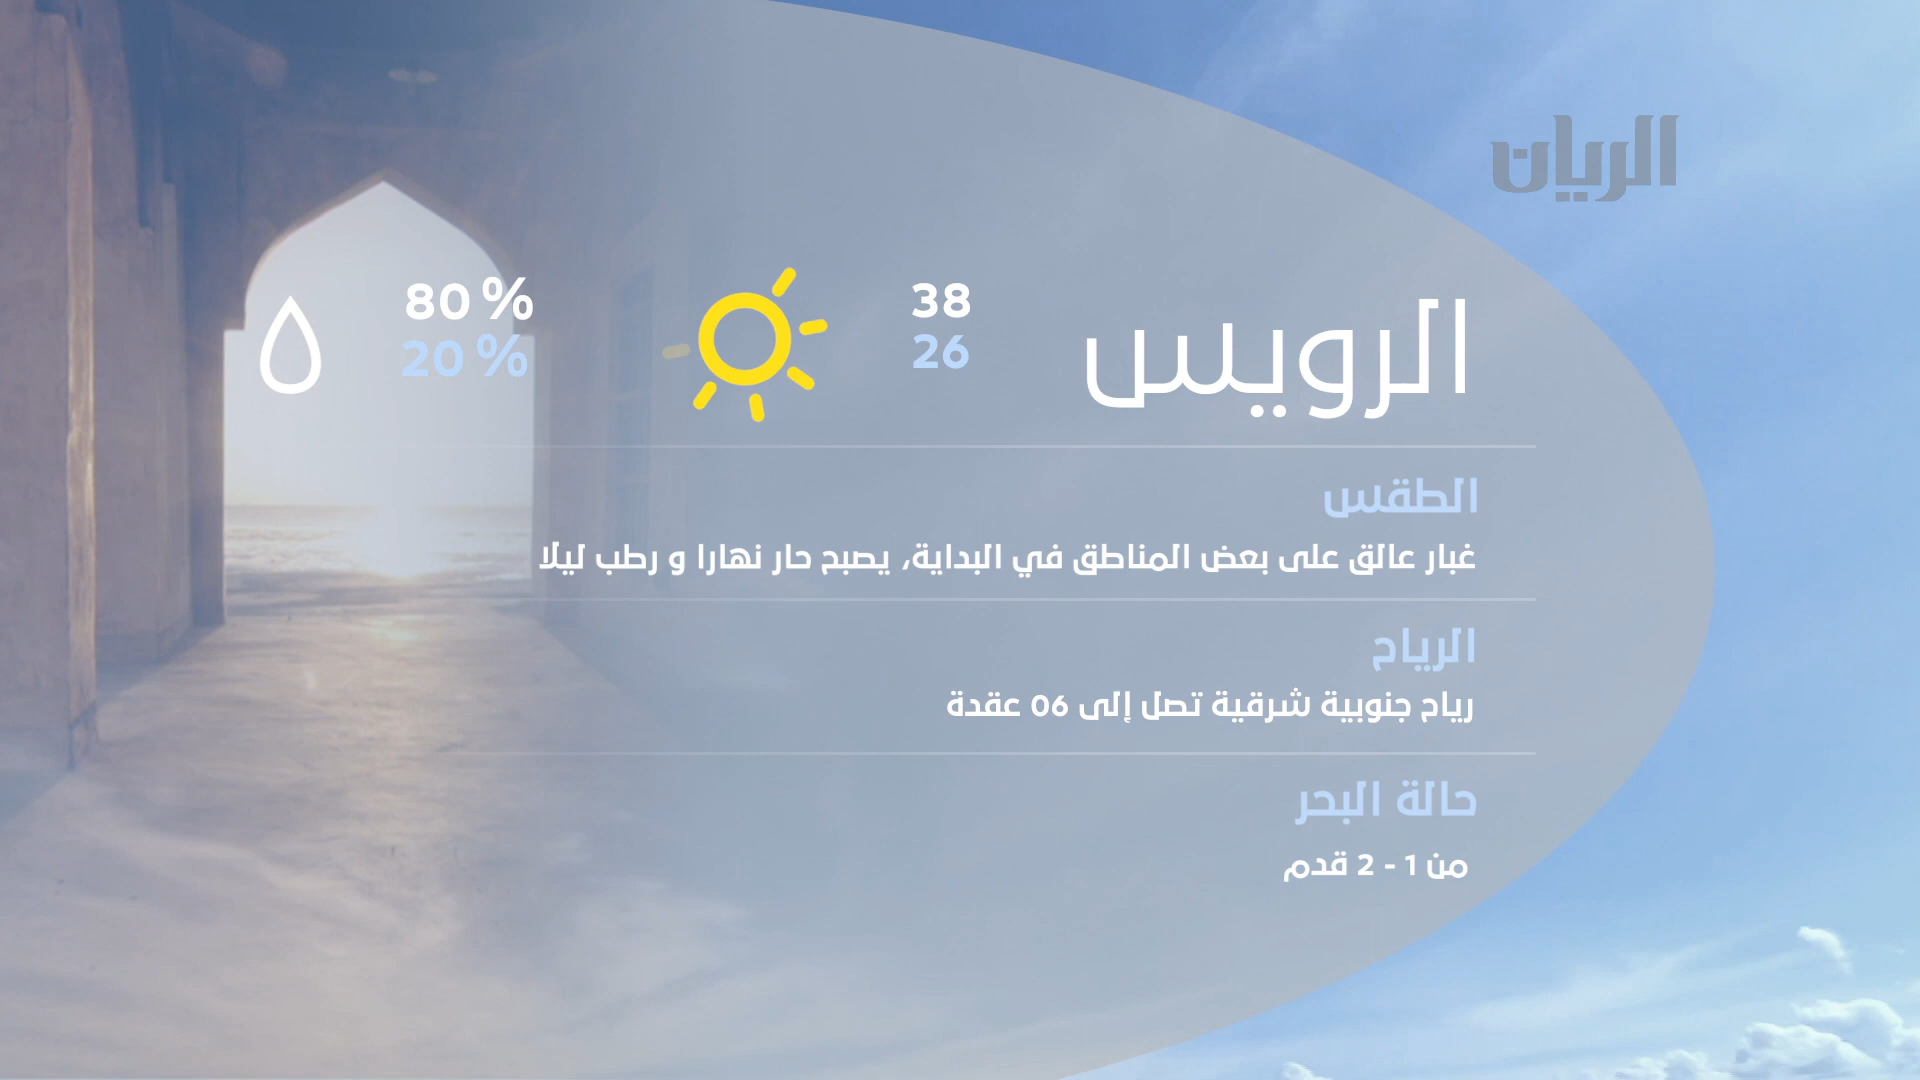 الريان
الرويس
38
26
80 %
20 %
الطقس
غبار عالق على بعض المناطق في البداية، يصبح حار نهارا و رطب ليلا
الرياح
رياح جنوبية شرقية تصل إلى 06 عقدة
حالة البحر
من 1 - 2 قدم